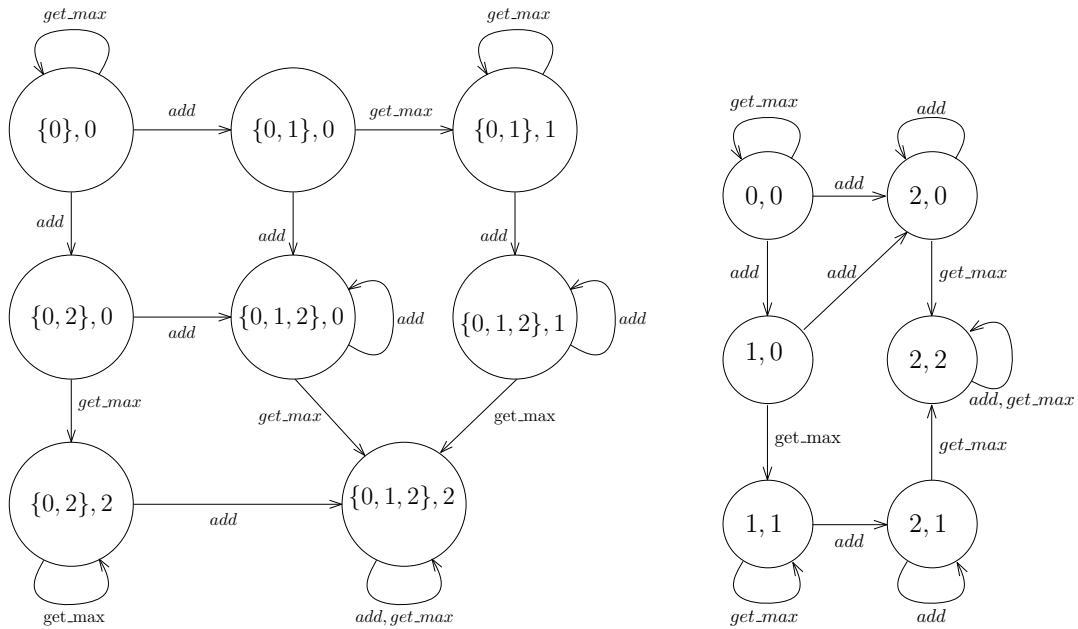 get_max
get_max
{0},0
add
{0,1},0
get_max
{0,1},1
add
add
add
{0,2},0
add
{0,1,2},0
add
{0,1,2},1
add
get_max
get_max
get_max
{0,2},2
add
{0,1,2},2
get_max
add, get_max
get_max
add
0,0
add
2,0
add
add
get_max
1,0
2,2
add, get_max
get_max
get_max
1,1
add
2,1
get_max
add